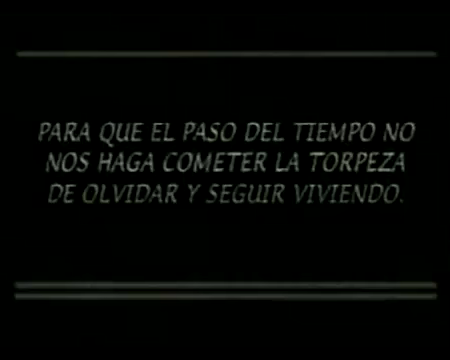 PARA QUE EL PASO DEL TIEMPO NO
NOS HAGA COMETER LA TORPEZA
DE OLVIDAR Y SEGUIR VIVIENDO.